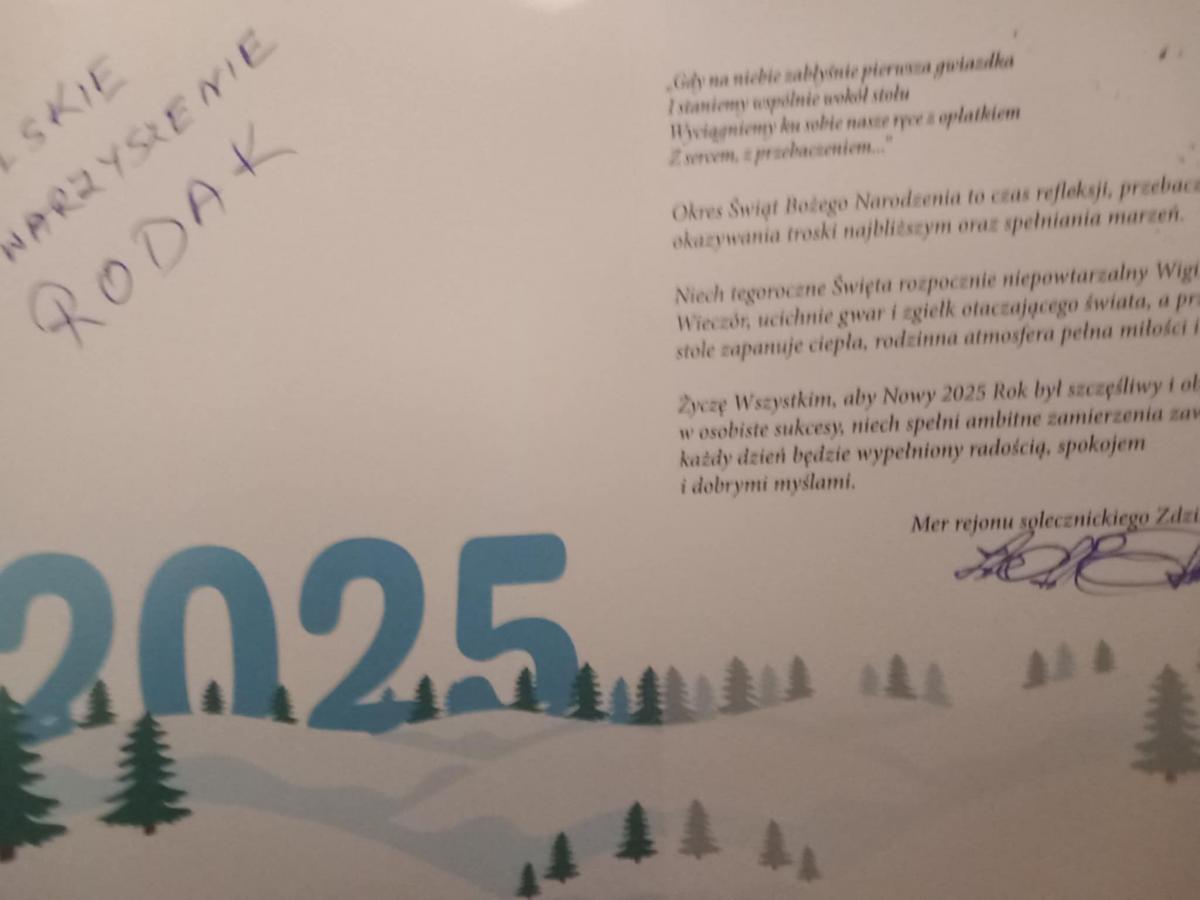 LSKIE
WARZYSZENIE
RODAK
„Gdy na niebie zabłyśnie pierwsza gwiazdka
I staniemy wspólnie wokół stołu
Wyciągniemy ku sobie nasze ręce z opłatkiem
Z sercem, z przebaczeniem..."
Okres Świąt Bożego Narodzenia to czas refleksji, przebacz
okazywania troski najbliższym oraz spełniania marzeń.
Niech tegoroczne Święta rozpocznie niepowtarzalny Wigi
Wieczór, ucichnie gwar i zgiełk otaczającego świata, a prz
stole zapanuje ciepła, rodzinna atmosfera pełna miłości i
Życzę Wszystkim, aby Nowy 2025 Rok był szczęśliwy i ob
w osobiste sukcesy, niech spełni ambitne zamierzenia zaw
każdy dzień będzie wypełniony radością, spokojem
i dobrymi myślami.
Mer rejonu solecznickiego Zdzi
2025